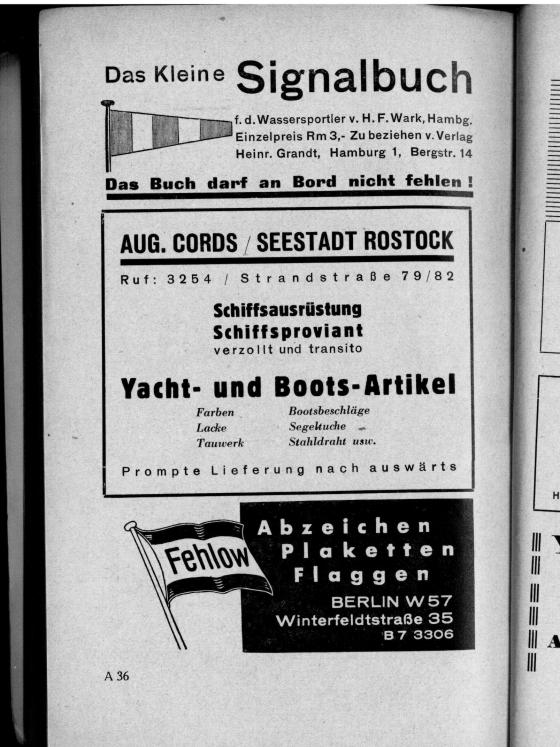 Das Kleine Signalbuch
f. d. Wassersportler v. H. F. Wark, Hambg.
Einzelpreis Rm 3,- Zu beziehen v. Verlag
Heinr. Grandt, Hamburg 1, Bergstr. 14
Das Buch darf an Bord nicht fehlen!
AUG. CORDS / SEESTADT ROSTOCK
Ruf: 3254 / Strandstraße 79/82
Schiffsausrüstung
Schiffsproviant
verzollt und transito
Yacht- und Boots-Artikel
Farben Bootsbeschläge
Lacke Segeltuche
Tauwerk Stahldraht usw.
Prompte Lieferung nach auswärts
Fehlow
Abzeichen
Plaketten
Flaggen
BERLIN W 57
Winterfeldtstraße 35
B 7 3306
A 36